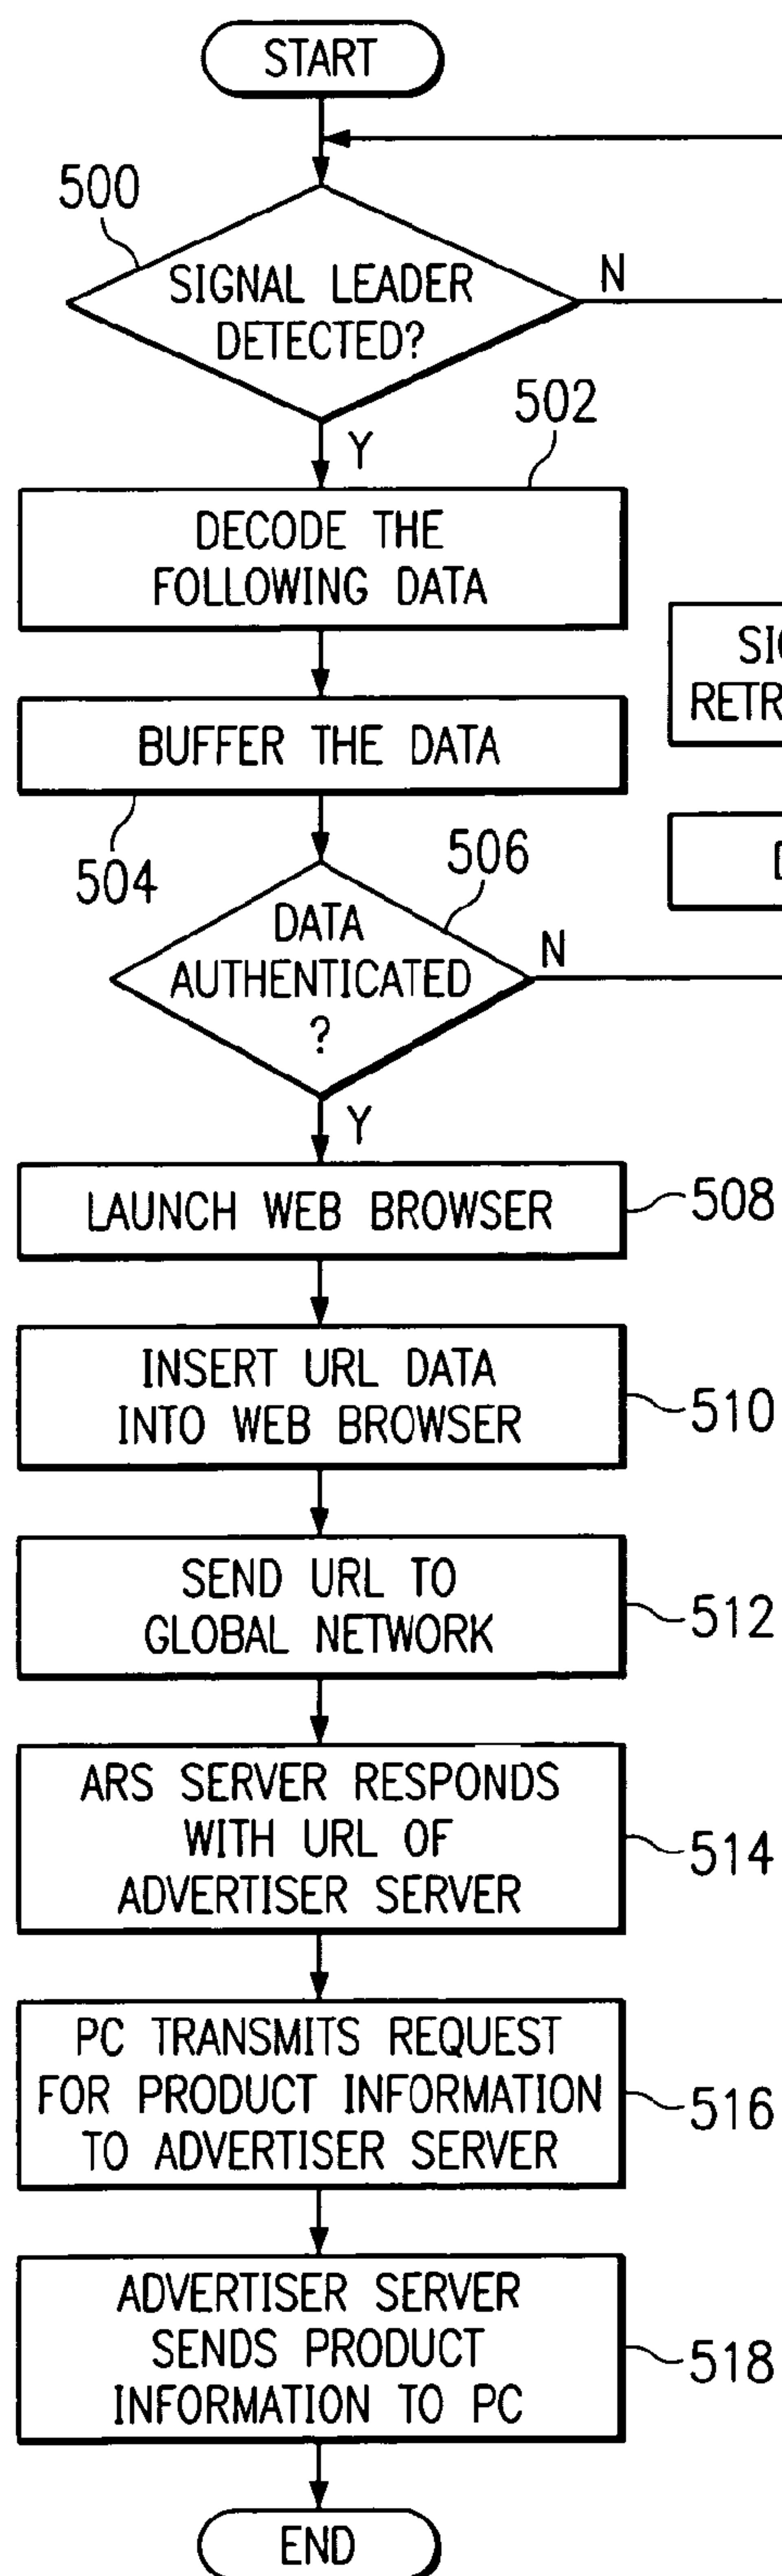 START
500
SIGNAL LEADER
DETECTED?
N
Y
502
DECODE THE
FOLLOWING DATA
BUFFER THE DATA
504
506
DATA
AUTHENTICATED
?
N
Y
LAUNCH WEB BROWSER
508
INSERT URL DATA
INTO WEB BROWSER
510
SEND URL TO
GLOBAL NETWORK
512
ARS SERVER RESPONDS
WITH URL OF
ADVERTISER SERVER
514
PC TRANSMITS REQUEST
FOR PRODUCT INFORMATION
TO ADVERTISER SERVER
516
ADVERTISER SERVER
SENDS PRODUCT
INFORMATION TO PC
518
END